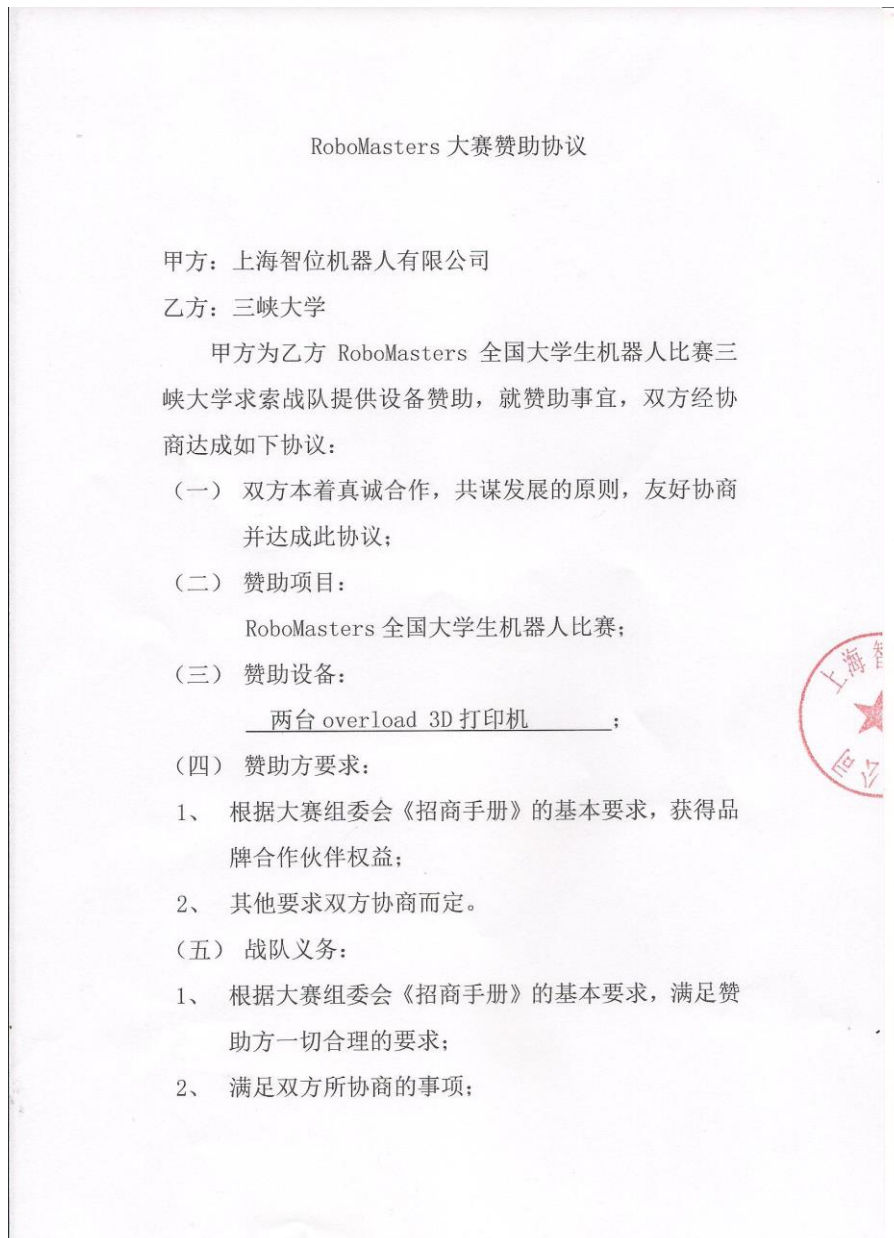 RoboMasters 大赛赞助协议
甲方：上海智位机器人有限公司
乙方：三峡大学
甲方为乙方 RoboMasters 全国大学生机器人比赛三
峡大学求索战队提供设备赞助，就赞助事宜，双方经协
商达成如下协议：
（一） 双方本着真诚合作，共谋发展的原则，友好协商
并达成此协议；
（二） 赞助项目：
RoboMasters 全国大学生机器人比赛；
（三） 赞助设备：
两台 overload 3D 打印机 ；
（四） 赞助方要求：
1、 根据大赛组委会《招商手册》的基本要求，获得品
牌合作伙伴权益；
2、 其他要求双方协商而定。
（五） 战队义务：
1、 根据大赛组委会《招商手册》的基本要求，满足赞
助方一切合理的要求；
2、 满足双方所协商的事项；
上海智
公司